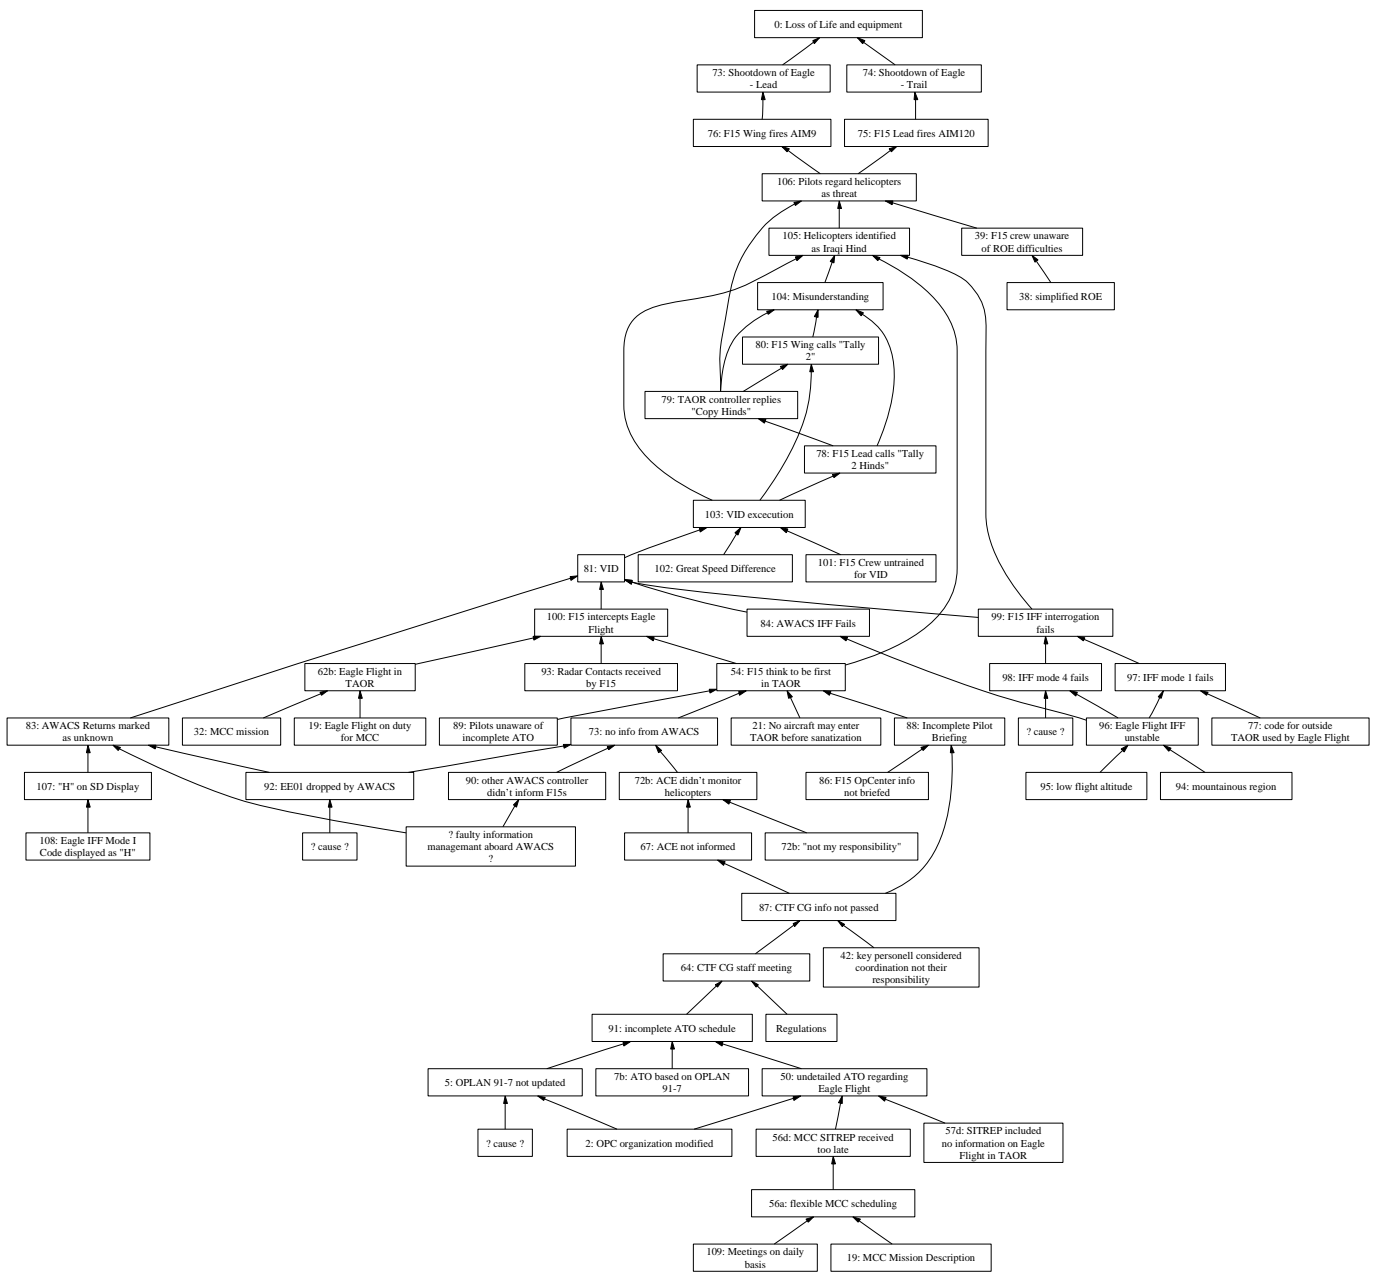 0: Loss of Life and equipment
73: Shootdown of Eagle
- Lead
74: Shootdown of Eagle
- Trail
76: F15 Wing fires AIM9
75: F15 Lead fires AIM120
106: Pilots regard helicopters
as threat
105: Helicopters identified
as Iraqi Hind
39: F15 crew unaware
of ROE difficulties
104: Misunderstanding
38: simplified ROE
80: F15 Wing calls "Tally
2"
79: TAOR controller replies
"Copy Hinds"
78: F15 Lead calls "Tally
2 Hinds"
103: VID excecution
81: VID
102: Great Speed Difference
101: F15 Crew untrained
for VID
100: F15 intercepts Eagle
Flight
84: AWACS IFF Fails
99: F15 IFF interrogation
fails
62b: Eagle Flight in
TAOR
93: Radar Contacts received
by F15
54: F15 think to be first
in TAOR
98: IFF mode 4 fails
97: IFF mode 1 fails
83: AWACS Returns marked
as unknown
32: MCC mission
19: Eagle Flight on duty
for MCC
89: Pilots unaware of
incomplete ATO
73: no info from AWACS
21: No aircraft may enter
TAOR before sanatization
88: Incomplete Pilot
Briefing
? cause ?
96: Eagle Flight IFF
unstable
77: code for outside
TAOR used by Eagle Flight
107: "H" on SD Display
92: EE01 dropped by AWACS
90: other AWACS controller
didn't inform F15s
72b: ACE didn't monitor
helicopters
86: F15 OpCenter info
not briefed
95: low flight altitude
94: mountainous region
108: Eagle IFF Mode I
Code displayed as "H"
? cause ?
? faulty information
managemant aboard AWACS
?
67: ACE not informed
72b: "not my responsibility"
87: CTF CG info not passed
64: CTF CG staff meeting
42: key personell considered
coordination not their
responsibility
91: incomplete ATO schedule
Regulations
5: OPLAN 91-7 not updated
7b: ATO based on OPLAN
91-7
50: undetailed ATO regarding
Eagle Flight
? cause ?
2: OPC organization modified
56d: MCC SITREP received
too late
57d: SITREP included
no information on Eagle
Flight in TAOR
56a: flexible MCC scheduling
109: Meetings on daily
basis
19: MCC Mission Description